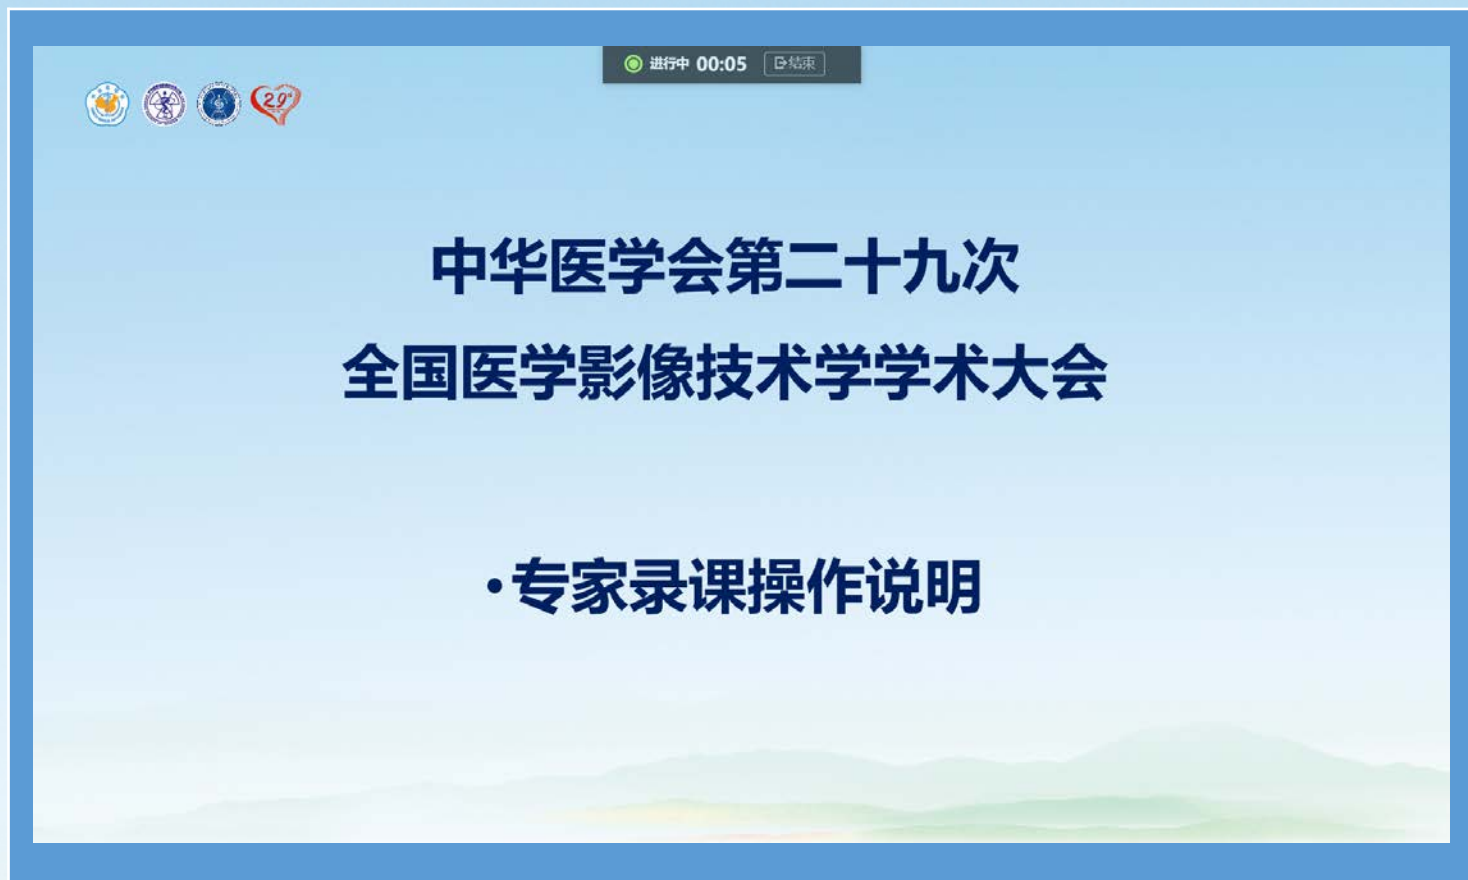 进行中 00:05 结束
29
中华医学会第二十九次
全国医学影像技术学学术大会
·专家录课操作说明